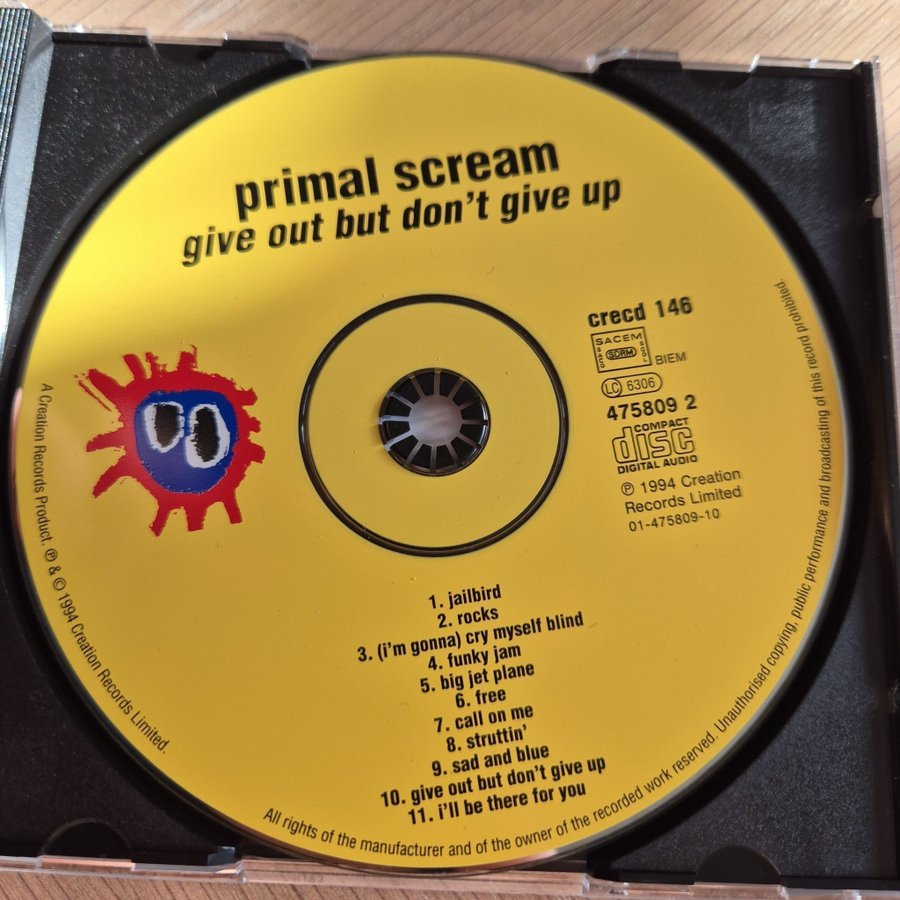 primal scream
give out but don't give up
crecd 146
SACEM
SACD
SDRM
SCGL
BIEM
LC 6306
475809 2
COMPACT
disc
DIGITAL AUDIO
℗ 1994 Creation
Records Limited
01-475809-10
1. jailbird
2. rocks
3. (i'm gonna) cry myself blind
4. funky jam
5. big jet plane
6. free
7. call on me
8. struttin'
9. sad and blue
10. give out but don't give up
11. i'll be there for you
A Creation Records Product. ℗ & © 1994 Creation Records Limited.
All rights of the manufacturer and of the owner of the recorded work reserved. Unauthorised copying, public performance and broadcasting of this record prohibited.